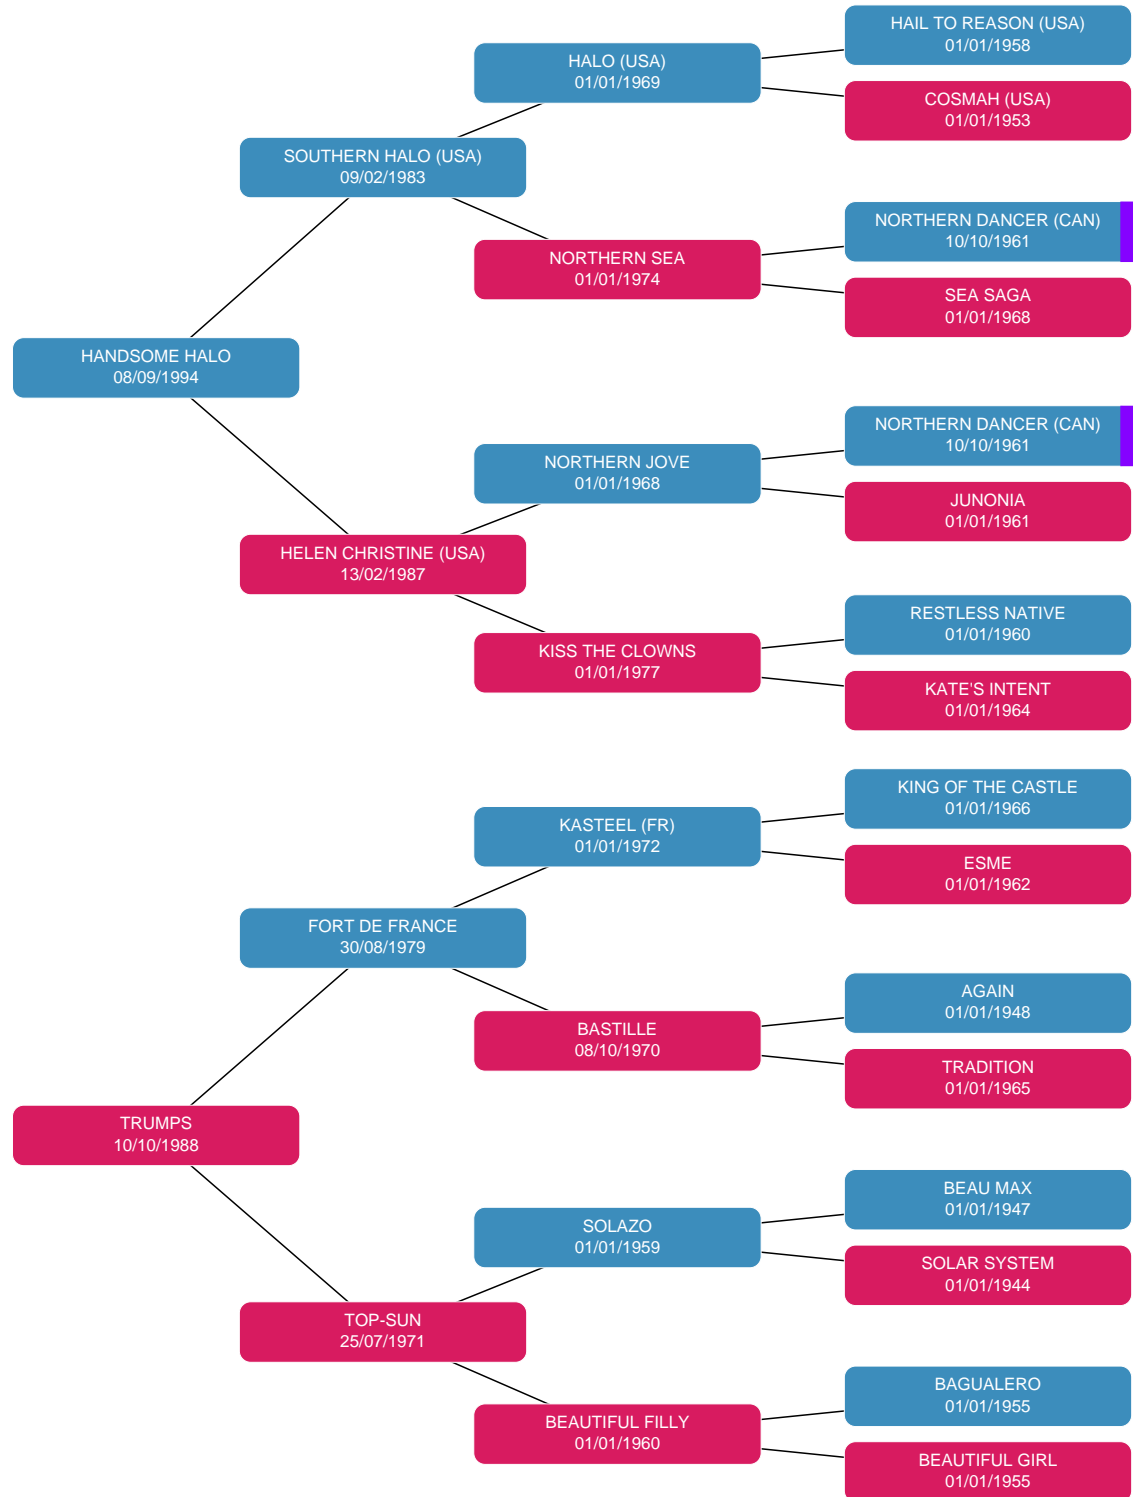 HAIL TO REASON (USA)
01/01/1958
HALO (USA)
01/01/1969
COSMAH (USA)
01/01/1953
SOUTHERN HALO (USA)
09/02/1983
NORTHERN DANCER (CAN)
10/10/1961
NORTHERN SEA
01/01/1974
SEA SAGA
01/01/1968
HANDSOME HALO
08/09/1994
NORTHERN DANCER (CAN)
10/10/1961
NORTHERN JOVE
01/01/1968
JUNONIA
01/01/1961
HELEN CHRISTINE (USA)
13/02/1987
RESTLESS NATIVE
01/01/1960
KISS THE CLOWNS
01/01/1977
KATE'S INTENT
01/01/1964
KING OF THE CASTLE
01/01/1966
KASTEEL (FR)
01/01/1972
ESME
01/01/1962
FORT DE FRANCE
30/08/1979
AGAIN
01/01/1948
BASTILLE
08/10/1970
TRADITION
01/01/1965
TRUMPS
10/10/1988
BEAU MAX
01/01/1947
SOLAZO
01/01/1959
SOLAR SYSTEM
01/01/1944
TOP-SUN
25/07/1971
BAGUALERO
01/01/1955
BEAUTIFUL FILLY
01/01/1960
BEAUTIFUL GIRL
01/01/1955